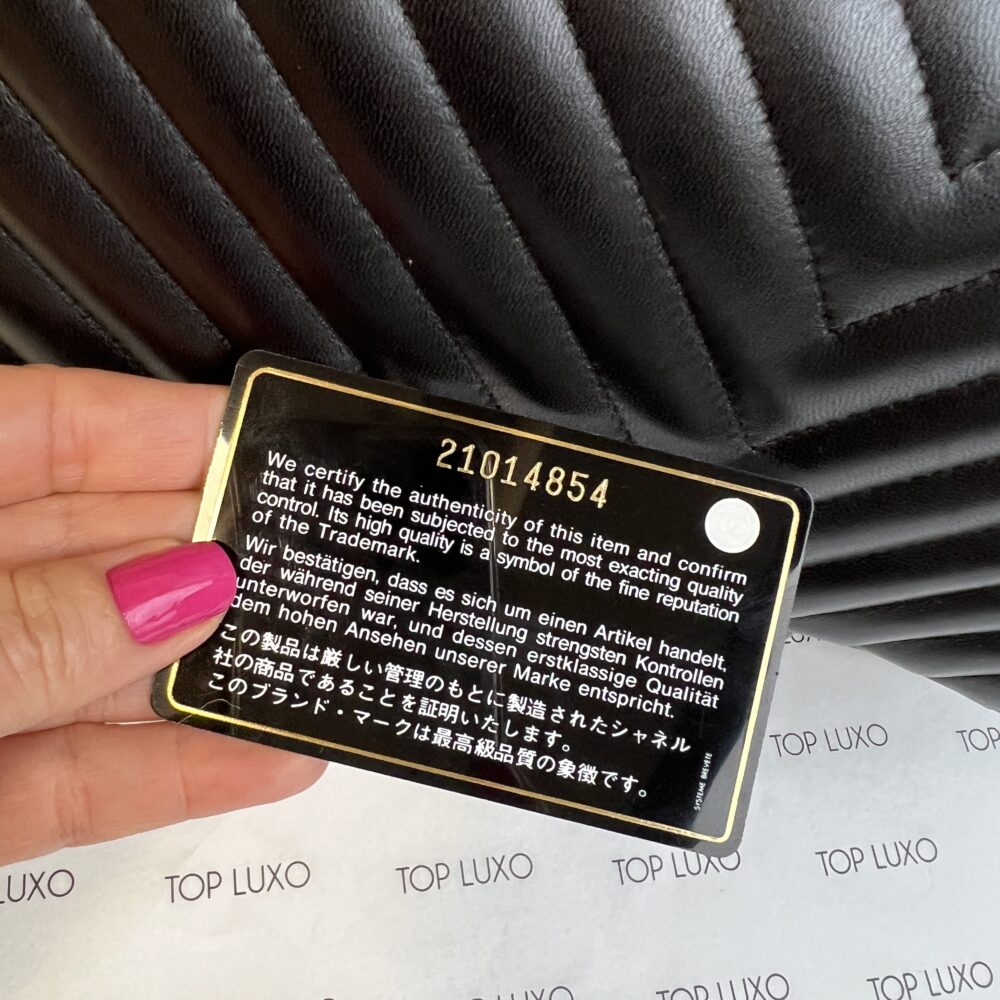 21014854
We certify the authenticity of this item and confirm
that it has been subjected to the most exacting quality
control. Its high quality is a symbol of the fine reputation
of the Trademark.
Wir bestätigen, dass es sich um einen Artikel handelt,
der während seiner Herstellung strengsten Kontrollen
unterworfen war, und dessen erstklassige Qualität
dem hohen Ansehen unserer Marke entspricht.
この製品は厳しい管理のもとに製造されたシャネル
社の商品であることを証明いたします。
このブランド・マークは最高級品質の象徴です。
SYSTEME BREVETE
TOP LUXO TOP
LUXO TOP LUXO TOP LUXO TOP LUXO TOP LUXO
LUXO TOP LUXO TOP LUXO